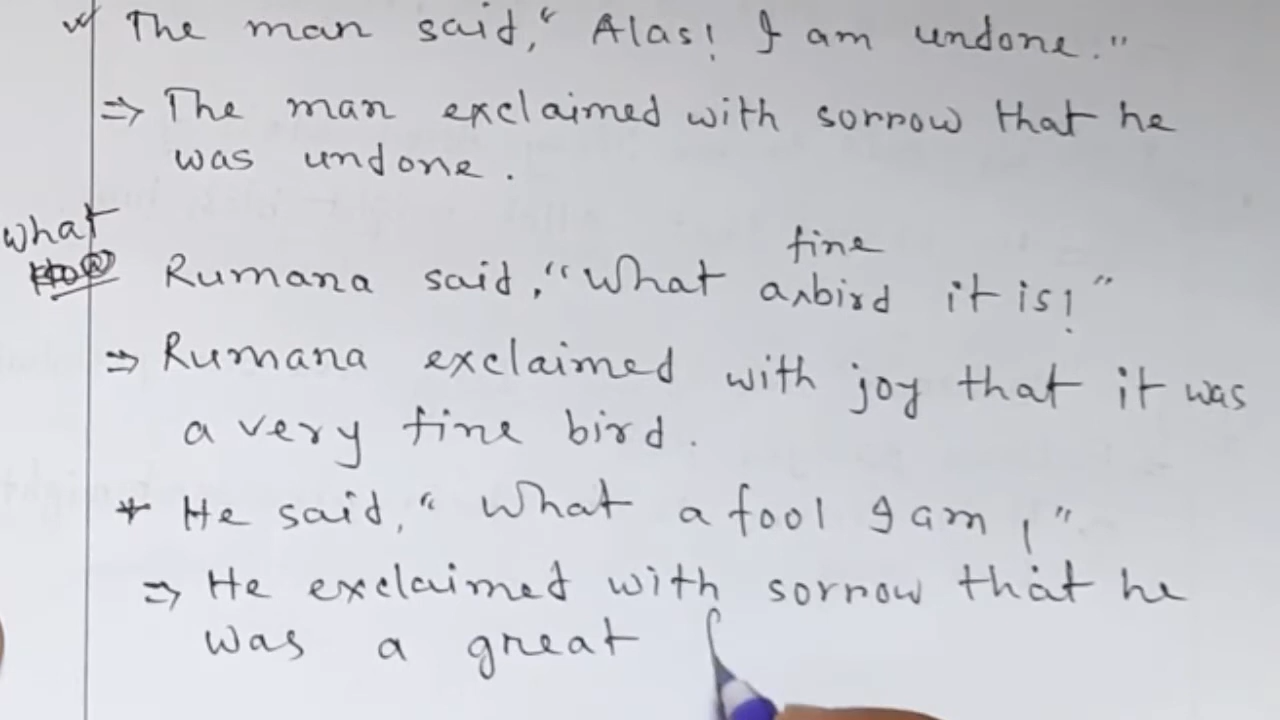 The man said, “Alas! I am undone.”
⇒ The man exclaimed with sorrow that he
was undone.
What
fine
Rumana said, “What a^bird it is!”
⇒ Rumana exclaimed with joy that it was
a very fine bird.
* He said, “What a fool I am!”
⇒ He exclaimed with sorrow that he
was a great